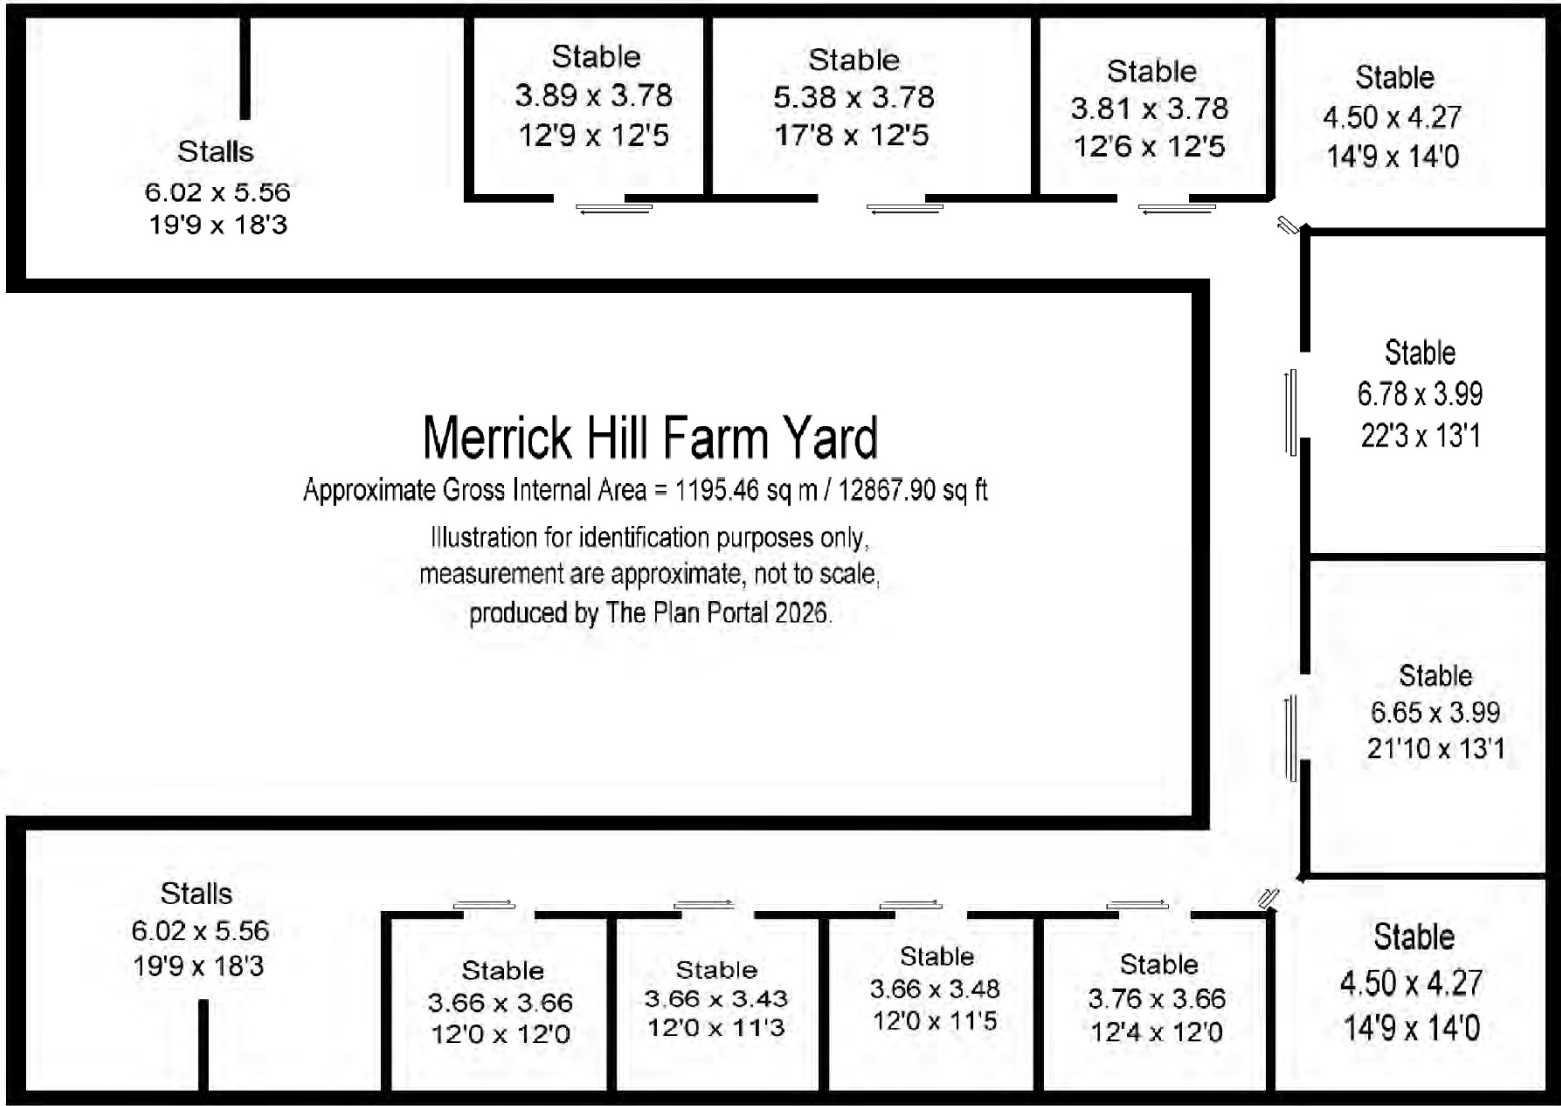 Stalls
6.02 x 5.56
19'9 x 18'3
Stable
3.89 x 3.78
12'9 x 12'5
Stable
5.38 x 3.78
17'8 x 12'5
Stable
3.81 x 3.78
12'6 x 12'5
Stable
4.50 x 4.27
14'9 x 14'0
Stable
6.78 x 3.99
22'3 x 13'1
Merrick Hill Farm Yard
Approximate Gross Internal Area = 1195.46 sq m / 12867.90 sq ft
Illustration for identification purposes only,
measurement are approximate, not to scale,
produced by The Plan Portal 2026.
Stable
6.65 x 3.99
21'10 x 13'1
Stalls
6.02 x 5.56
19'9 x 18'3
Stable
3.66 x 3.66
12'0 x 12'0
Stable
3.66 x 3.43
12'0 x 11'3
Stable
3.66 x 3.48
12'0 x 11'5
Stable
3.76 x 3.66
12'4 x 12'0
Stable
4.50 x 4.27
14'9 x 14'0